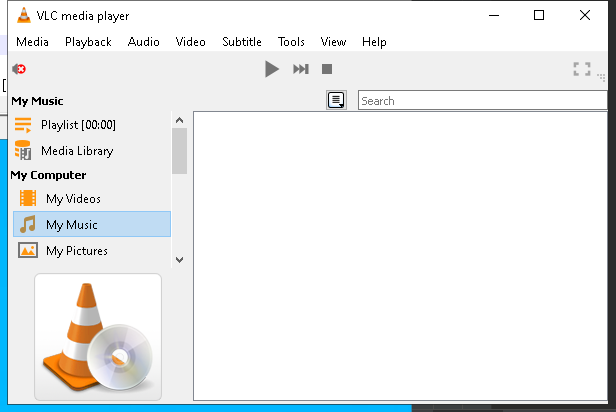 VLC media player
Media Playback Audio Video Subtitle Tools View Help
My Music
Search
Playlist [00:00]
Media Library
My Computer
My Videos
My Music
My Pictures
[